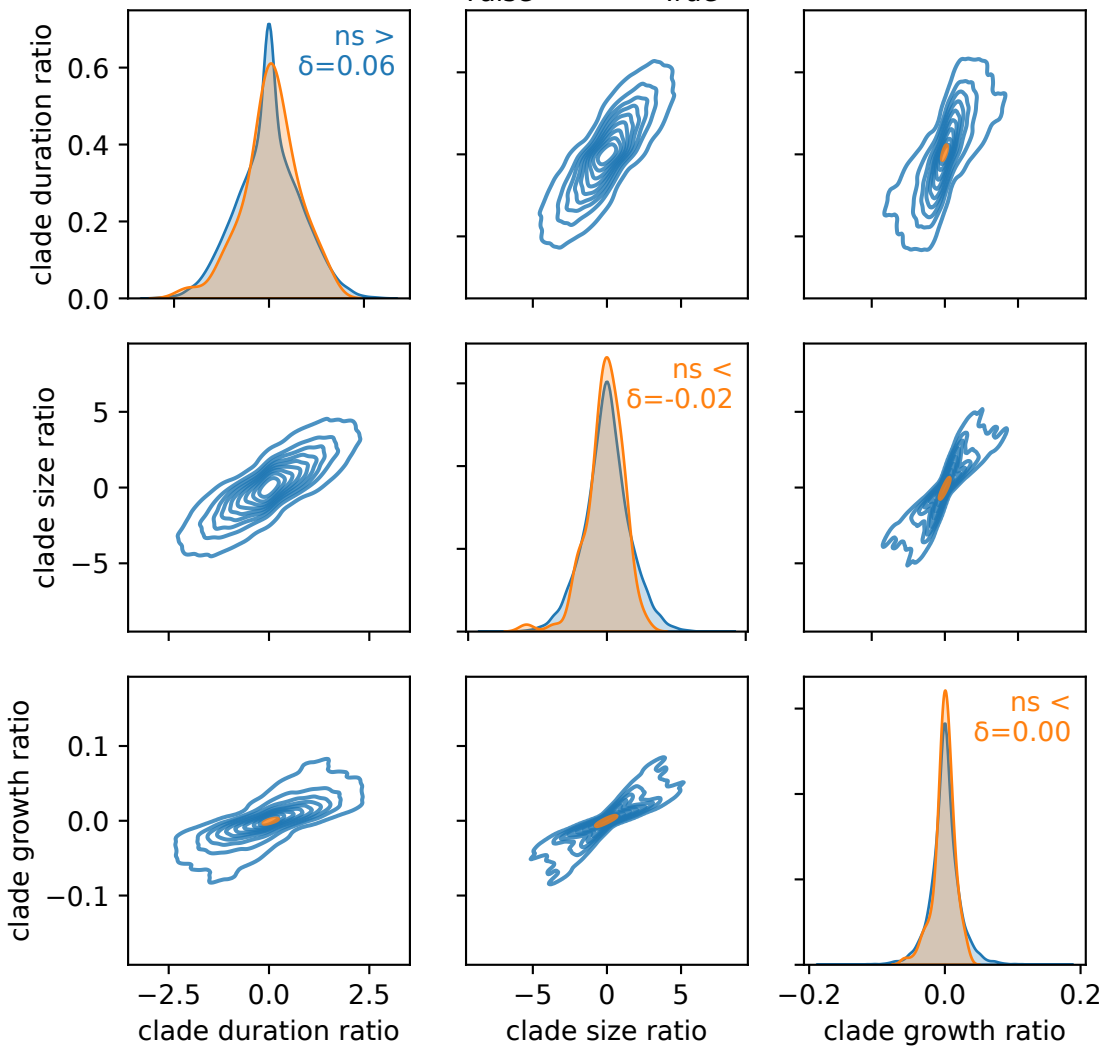 clade duration ratio
0.6
0.4
0.2
0.0
ns >
δ=0.06
clade size ratio
5
0
−5
ns <
δ=-0.02
clade growth ratio
0.1
0.0
−0.1
ns <
δ=0.00
−2.5 0.0 2.5
−5 0 5
−0.2 0.0 0.2
clade duration ratio
clade size ratio
clade growth ratio